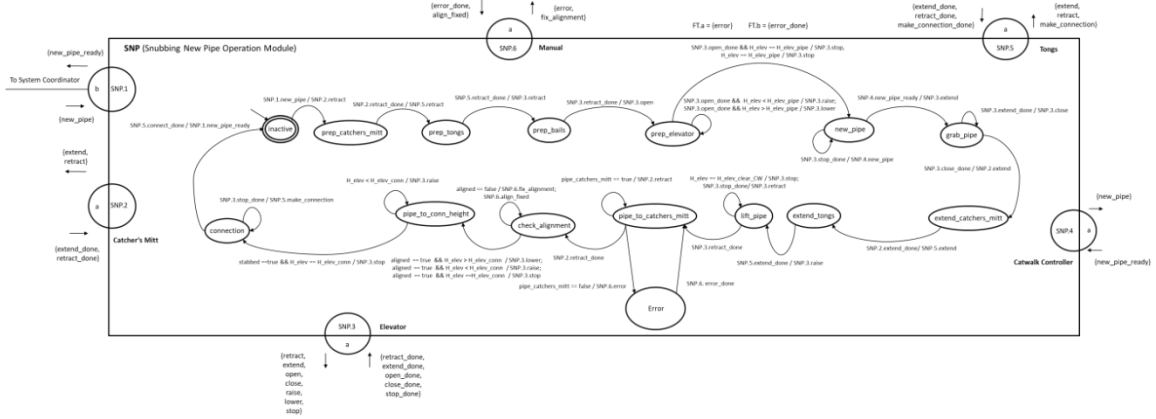 {error_done,
align_fixed}
{error,
fix_alignment}
{extend_done,
retract_done,
make_connection_done}
{extend,
retract,
make_connection}
FT.a = {error}
FT.b = {error_done}
a
SNP.6
Manual
a
SNP.5
Tongs
SNP (Snubbing New Pipe Operation Module)
{new_pipe_ready}
To System Coordinator
b
SNP.1
{new_pipe}
SNP.3.open_done && H_elev == H_elev_pipe / SNP.3.stop,
H_elev == H_elev_pipe / SNP.3.stop
SNP.1.new_pipe / SNP.2.retract
SNP.2.retract_done / SNP.5.retract
SNP.5.retract_done / SNP.3.retract
SNP.3.retract_done / SNP.3.open
SNP.3.open_done && H_elev < H_elev_pipe / SNP.3.raise;
SNP.3.open_done && H_elev > H_elev_pipe / SNP.3.lower
SNP.4.new_pipe_ready / SNP.3.extend
SNP.3.extend_done / SNP.3.close
SNP.5.connect_done / SNP.1.new_pipe_ready
inactive
prep_catchers_mitt
prep_tongs
prep_bails
prep_elevator
new_pipe
grab_pipe
SNP.3.stop_done / SNP.4.new_pipe
SNP.3.close_done / SNP.2.extend
{extend,
retract}
a
SNP.2
Catcher's Mitt
{extend_done,
retract_done}
SNP.3.stop_done / SNP.5.make_connection
H_elev < H_elev_conn / SNP.3.raise
aligned == false / SNP.6.fix_alignment;
SNP.6.align_fixed
pipe_catchers_mitt == true / SNP.2.retract
H_elev == H_elev_clear_CW / SNP.3.stop;
SNP.3.stop_done/ SNP.3.retract
connection
pipe_to_conn_height
check_alignment
pipe_to_catchers_mitt
lift_pipe
extend_tongs
extend_catchers_mitt
{new_pipe}
SNP.4
a
Catwalk Controller
{new_pipe_ready}
stabbed ==true && H_elev == H_elev_conn / SNP.3.stop
aligned == true && H_elev > H_elev_conn / SNP.3.lower;
aligned == true && H_elev < H_elev_conn / SNP.3.raise;
aligned == true && H_elev ==H_elev_conn / SNP.3.stop
SNP.2.retract_done
SNP.3.retract_done
SNP.5.extend_done / SNP.3.raise
SNP.2.extend_done/ SNP.5.extend
pipe_catchers_mitt == false / SNP.6.error
SNP.6. error_done
Error
SNP.3
a
Elevator
{retract,
extend,
open,
close,
raise,
lower,
stop}
{retract_done,
extend_done,
open_done,
close_done,
stop_done}